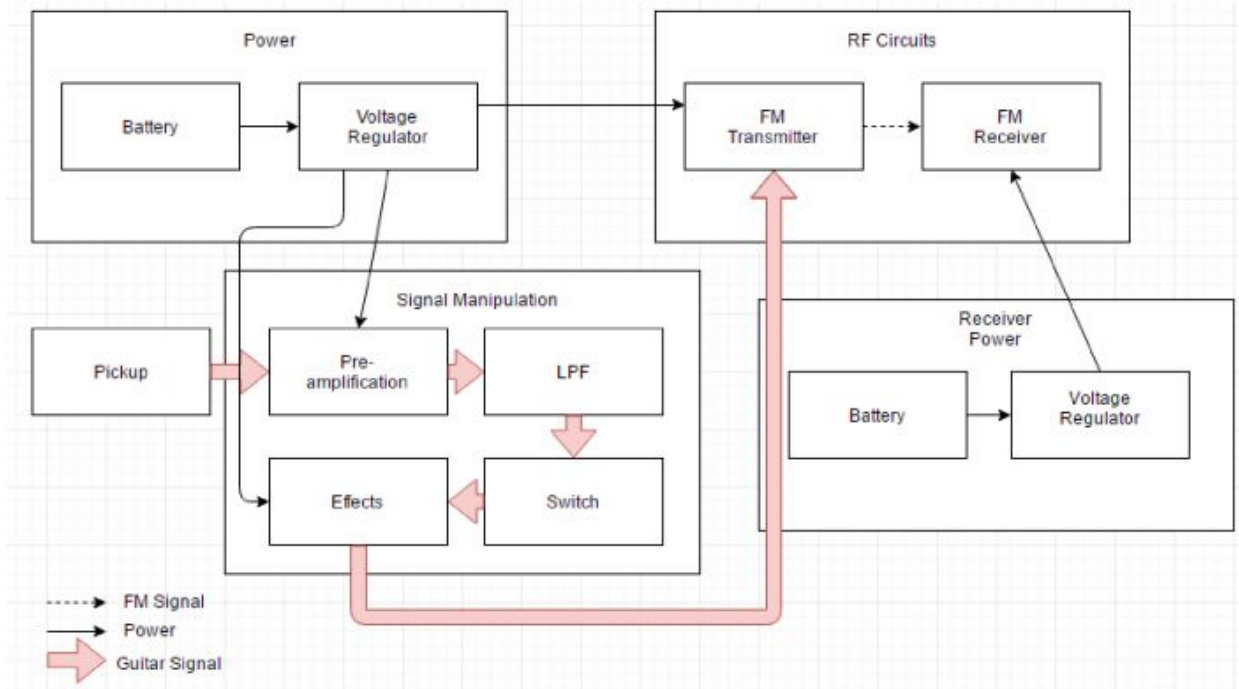 Power
Battery
Voltage
Regulator
RF Circuits
FM
Transmitter
FM
Receiver
Signal Manipulation
Pickup
Pre-
amplification
LPF
Effects
Switch
Receiver
Power
Battery
Voltage
Regulator
FM Signal
Power
Guitar Signal